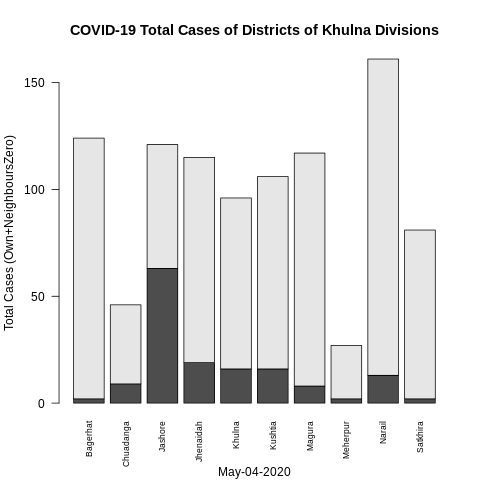 COVID-19 Total Cases of Districts of Khulna Divisions
Total Cases (Own+NeighboursZero)
150
100
50
0
Bagerhat
Chuadanga
Jashore
Jhenaidah
Khulna
Kushtia
Magura
Meherpur
Narail
Satkhira
May-04-2020